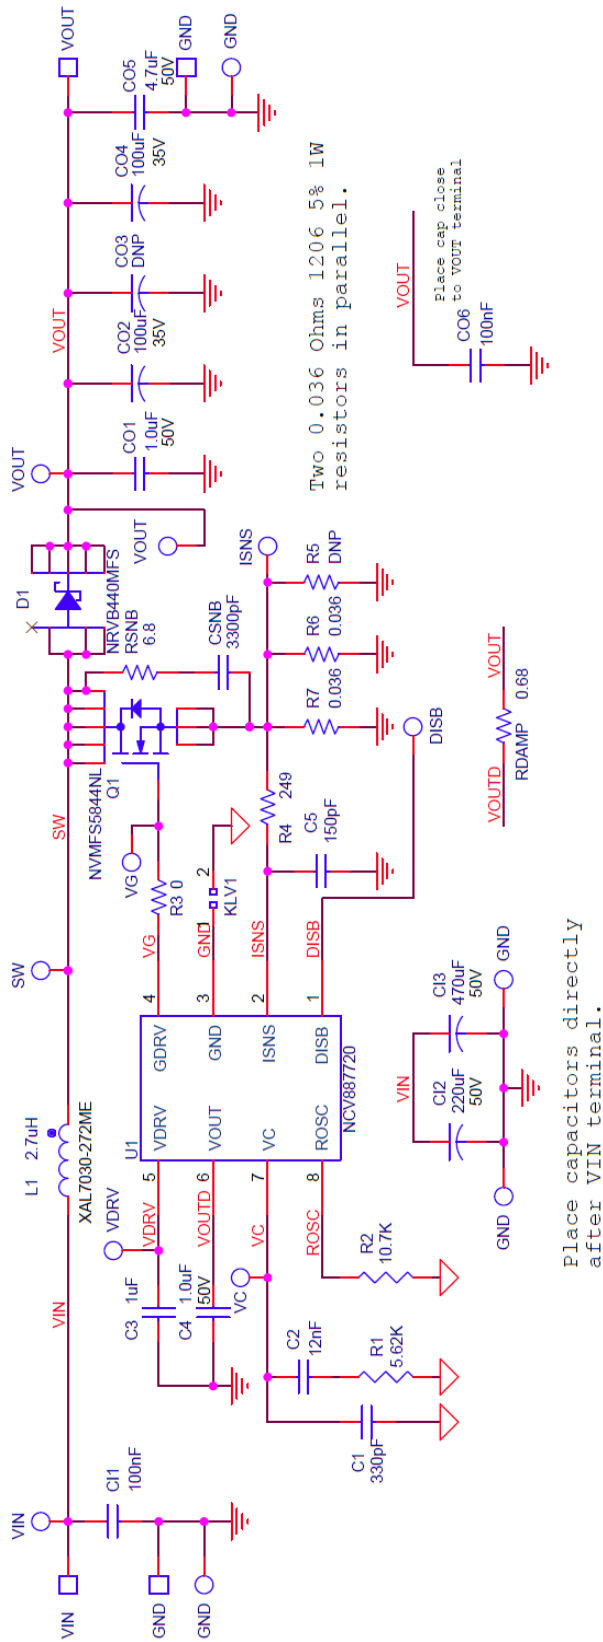 VIN
VIN
GND
GND
CI1
100nF
VIN
L1 2.7uH
XAL7030-272ME
SW
SW
NVMFS5844NL
Q1
D1
NRVB440MFS
RSNB
6.8
CSNB
3300pF
VOUT
VOUT
VOUT
CO1
1.0uF
50V
CO2
100uF
35V
CO3
DNP
CO4
100uF
35V
CO5
4.7uF
50V
VOUT
GND
GND
VDRV
VDRV
C3
1uF
C4
1.0uF
50V
VOUTD
VC
VC
ROSC
C1
330pF
C2
12nF
R1
5.62K
R2
10.7K
U1
5
6
7
8
VDRV
VOUT
VC
ROSC
GDRV
GND
ISNS
DISB
4
3
2
1
NCV887720
VG
VG
R3 0
GND
1
2
KLV1
ISNS
R4
249
C5
150pF
DISB
DISB
ISNS
R7
0.036
R6
0.036
R5
DNP
Two 0.036 Ohms 1206 5% 1W
resistors in parallel.
VIN
CI2
220uF
50V
CI3
470uF
50V
GND
GND
Place capacitors directly
after VIN terminal.
VOUTD
VOUT
RDAMP
0.68
VOUT
CO6
100nF
Place cap close
to VOUT terminal